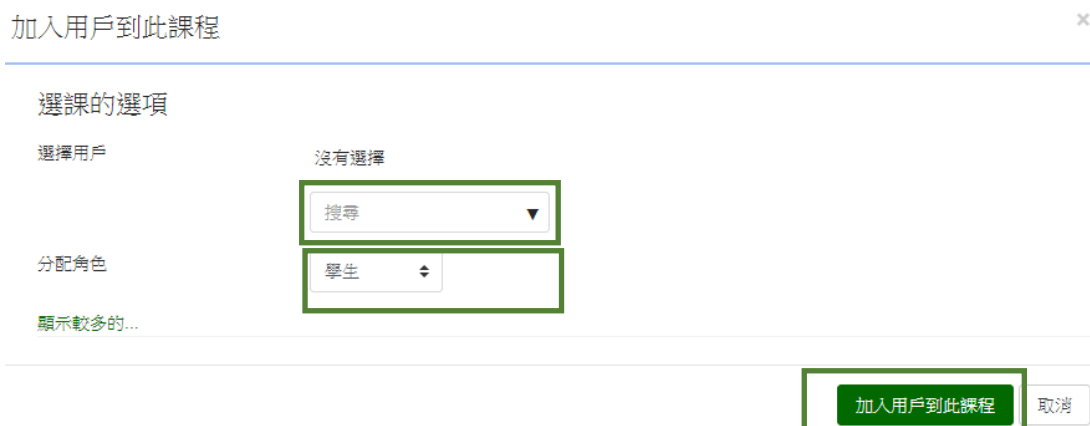 加入用戶到此課程
×
選課的選項
選擇用戶
沒有選擇
搜尋 ▼
分配角色
學生
顯示較多的...
加入用戶到此課程 取消